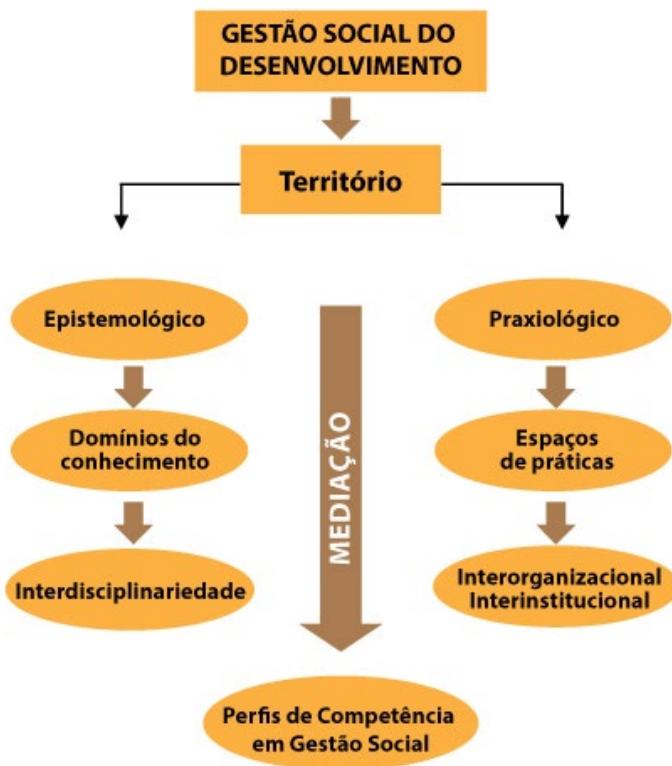 GESTÃO SOCIAL DO
DESENVOLVIMENTO
Território
Epistemológico
Praxiológico
Domínios do
conhecimento
Espaços
de práticas
MEDIAÇÃO
Interdisciplinariedade
Interorganizacional
Interinstitucional
Perfis de Competência
em Gestão Social